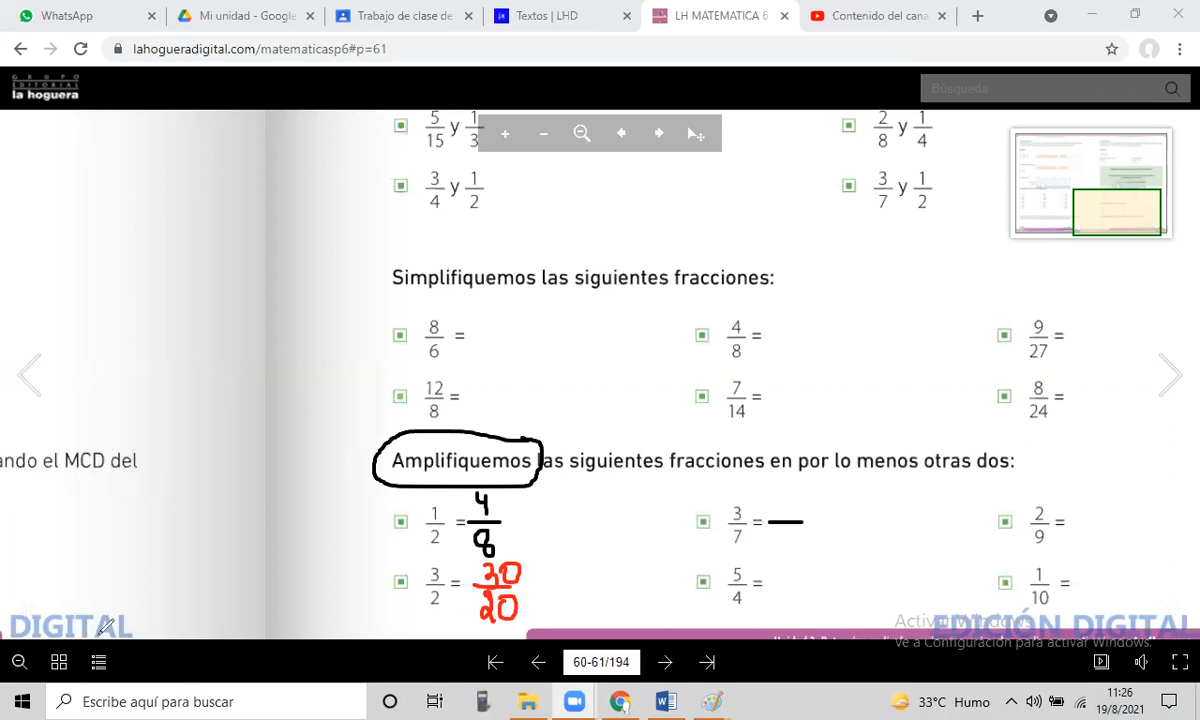 WhatsApp Mi unidad - Google Trabajo de clase de Textos | LHD LH MATEMATICA 6 Contenido del cana
lahogueradigital.com/matematicasp6#p=61
GRUPO
EDITORIAL
la hoguera
Búsqueda
5/15 y 1/3 2/8 y 1/4
3/4 y 1/2 3/7 y 1/2
Simplifiquemos las siguientes fracciones:
8/6 = 4/8 = 9/27 =
12/8 = 7/14 = 8/24 =
ando el MCD del
Amplifiquemos las siguientes fracciones en por lo menos otras dos:
1/2 = 4/8 3/7 = 2/9 =
3/2 = 30/20 5/4 = 1/10 =
DIGITAL
EDICIÓN DIGITAL
Activar Windows
Ve a Configuración para activar Windows.
60-61/194
Escribe aquí para buscar
33°C Humo
11:26
19/8/2021